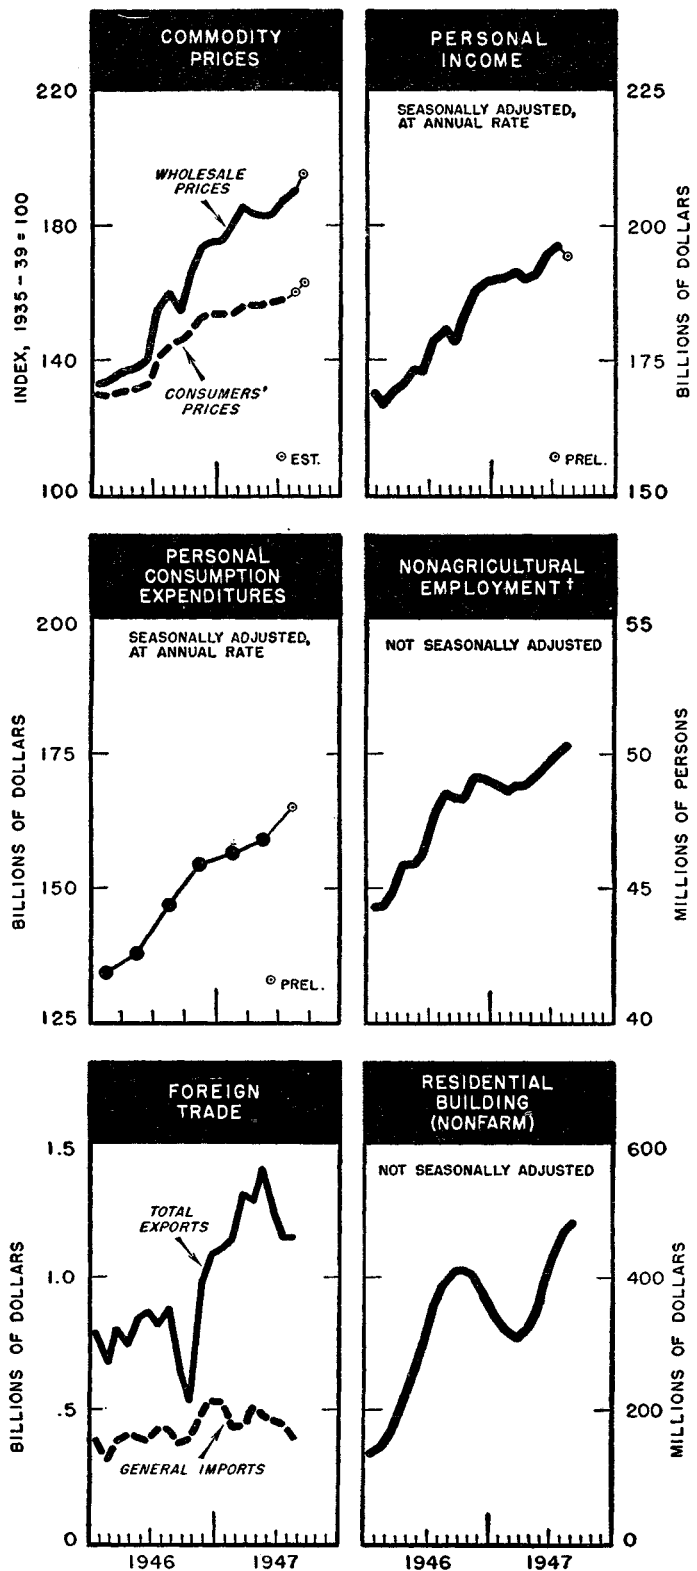 COMMODITY
PRICES
220
180
140
100
INDEX, 1935-39 = 100
WHOLESALE
PRICES
CONSUMERS'
PRICES
⊙ EST.
PERSONAL
INCOME
SEASONALLY ADJUSTED,
AT ANNUAL RATE
225
200
175
150
BILLIONS OF DOLLARS
⊙ PREL.
PERSONAL
CONSUMPTION
EXPENDITURES
SEASONALLY ADJUSTED,
AT ANNUAL RATE
200
175
150
125
BILLIONS OF DOLLARS
⊙ PREL.
NONAGRICULTURAL
EMPLOYMENT†
NOT SEASONALLY ADJUSTED
55
50
45
40
MILLIONS OF PERSONS
FOREIGN
TRADE
1.5
1.0
.5
0
BILLIONS OF DOLLARS
TOTAL
EXPORTS
GENERAL IMPORTS
1946 1947
RESIDENTIAL
BUILDING
(NONFARM)
NOT SEASONALLY ADJUSTED
600
400
200
0
MILLIONS OF DOLLARS
1946 1947